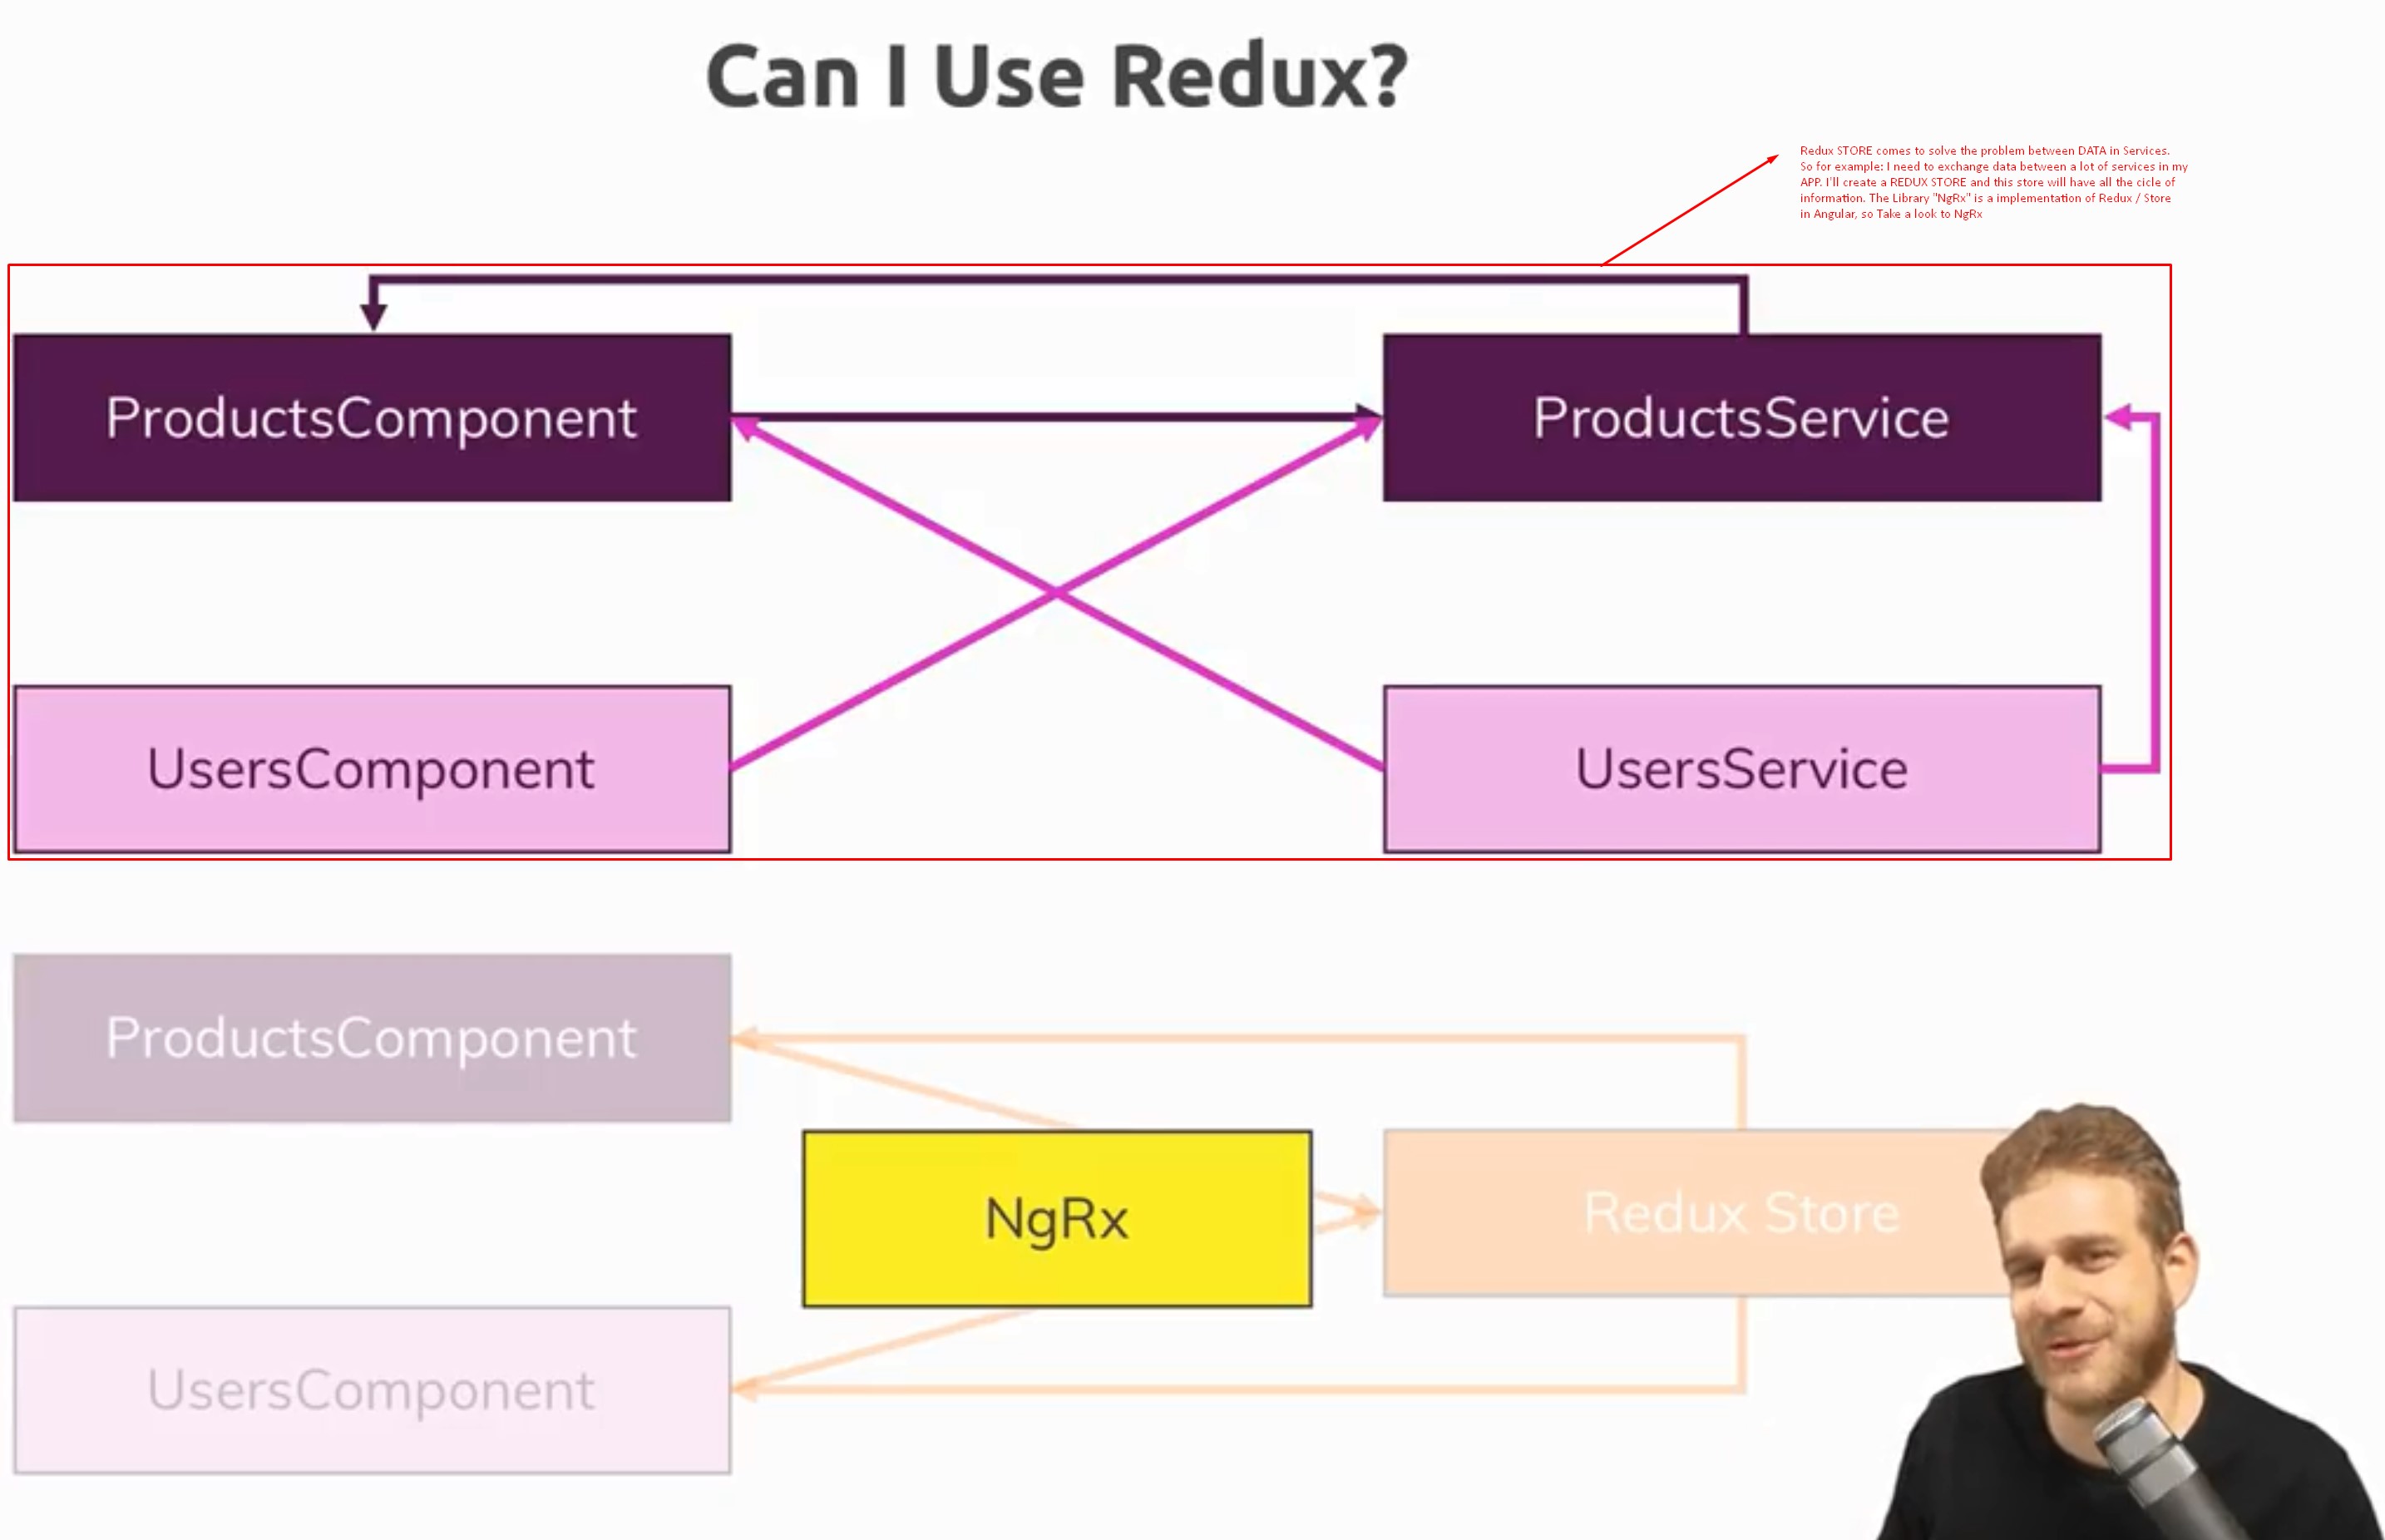 Can I Use Redux?
Redux STORE comes to solve the problem between DATA in Services.
So for example: I need to exchange data between a lot of services in my
APP. I'll create a REDUX STORE and this store will have all the cicle of
information. The Library "NgRx" is a implementation of Redux / Store
in Angular, so Take a look to NgRx
ProductsComponent
ProductsService
UsersComponent
UsersService
ProductsComponent
NgRx
Redux Store
UsersComponent